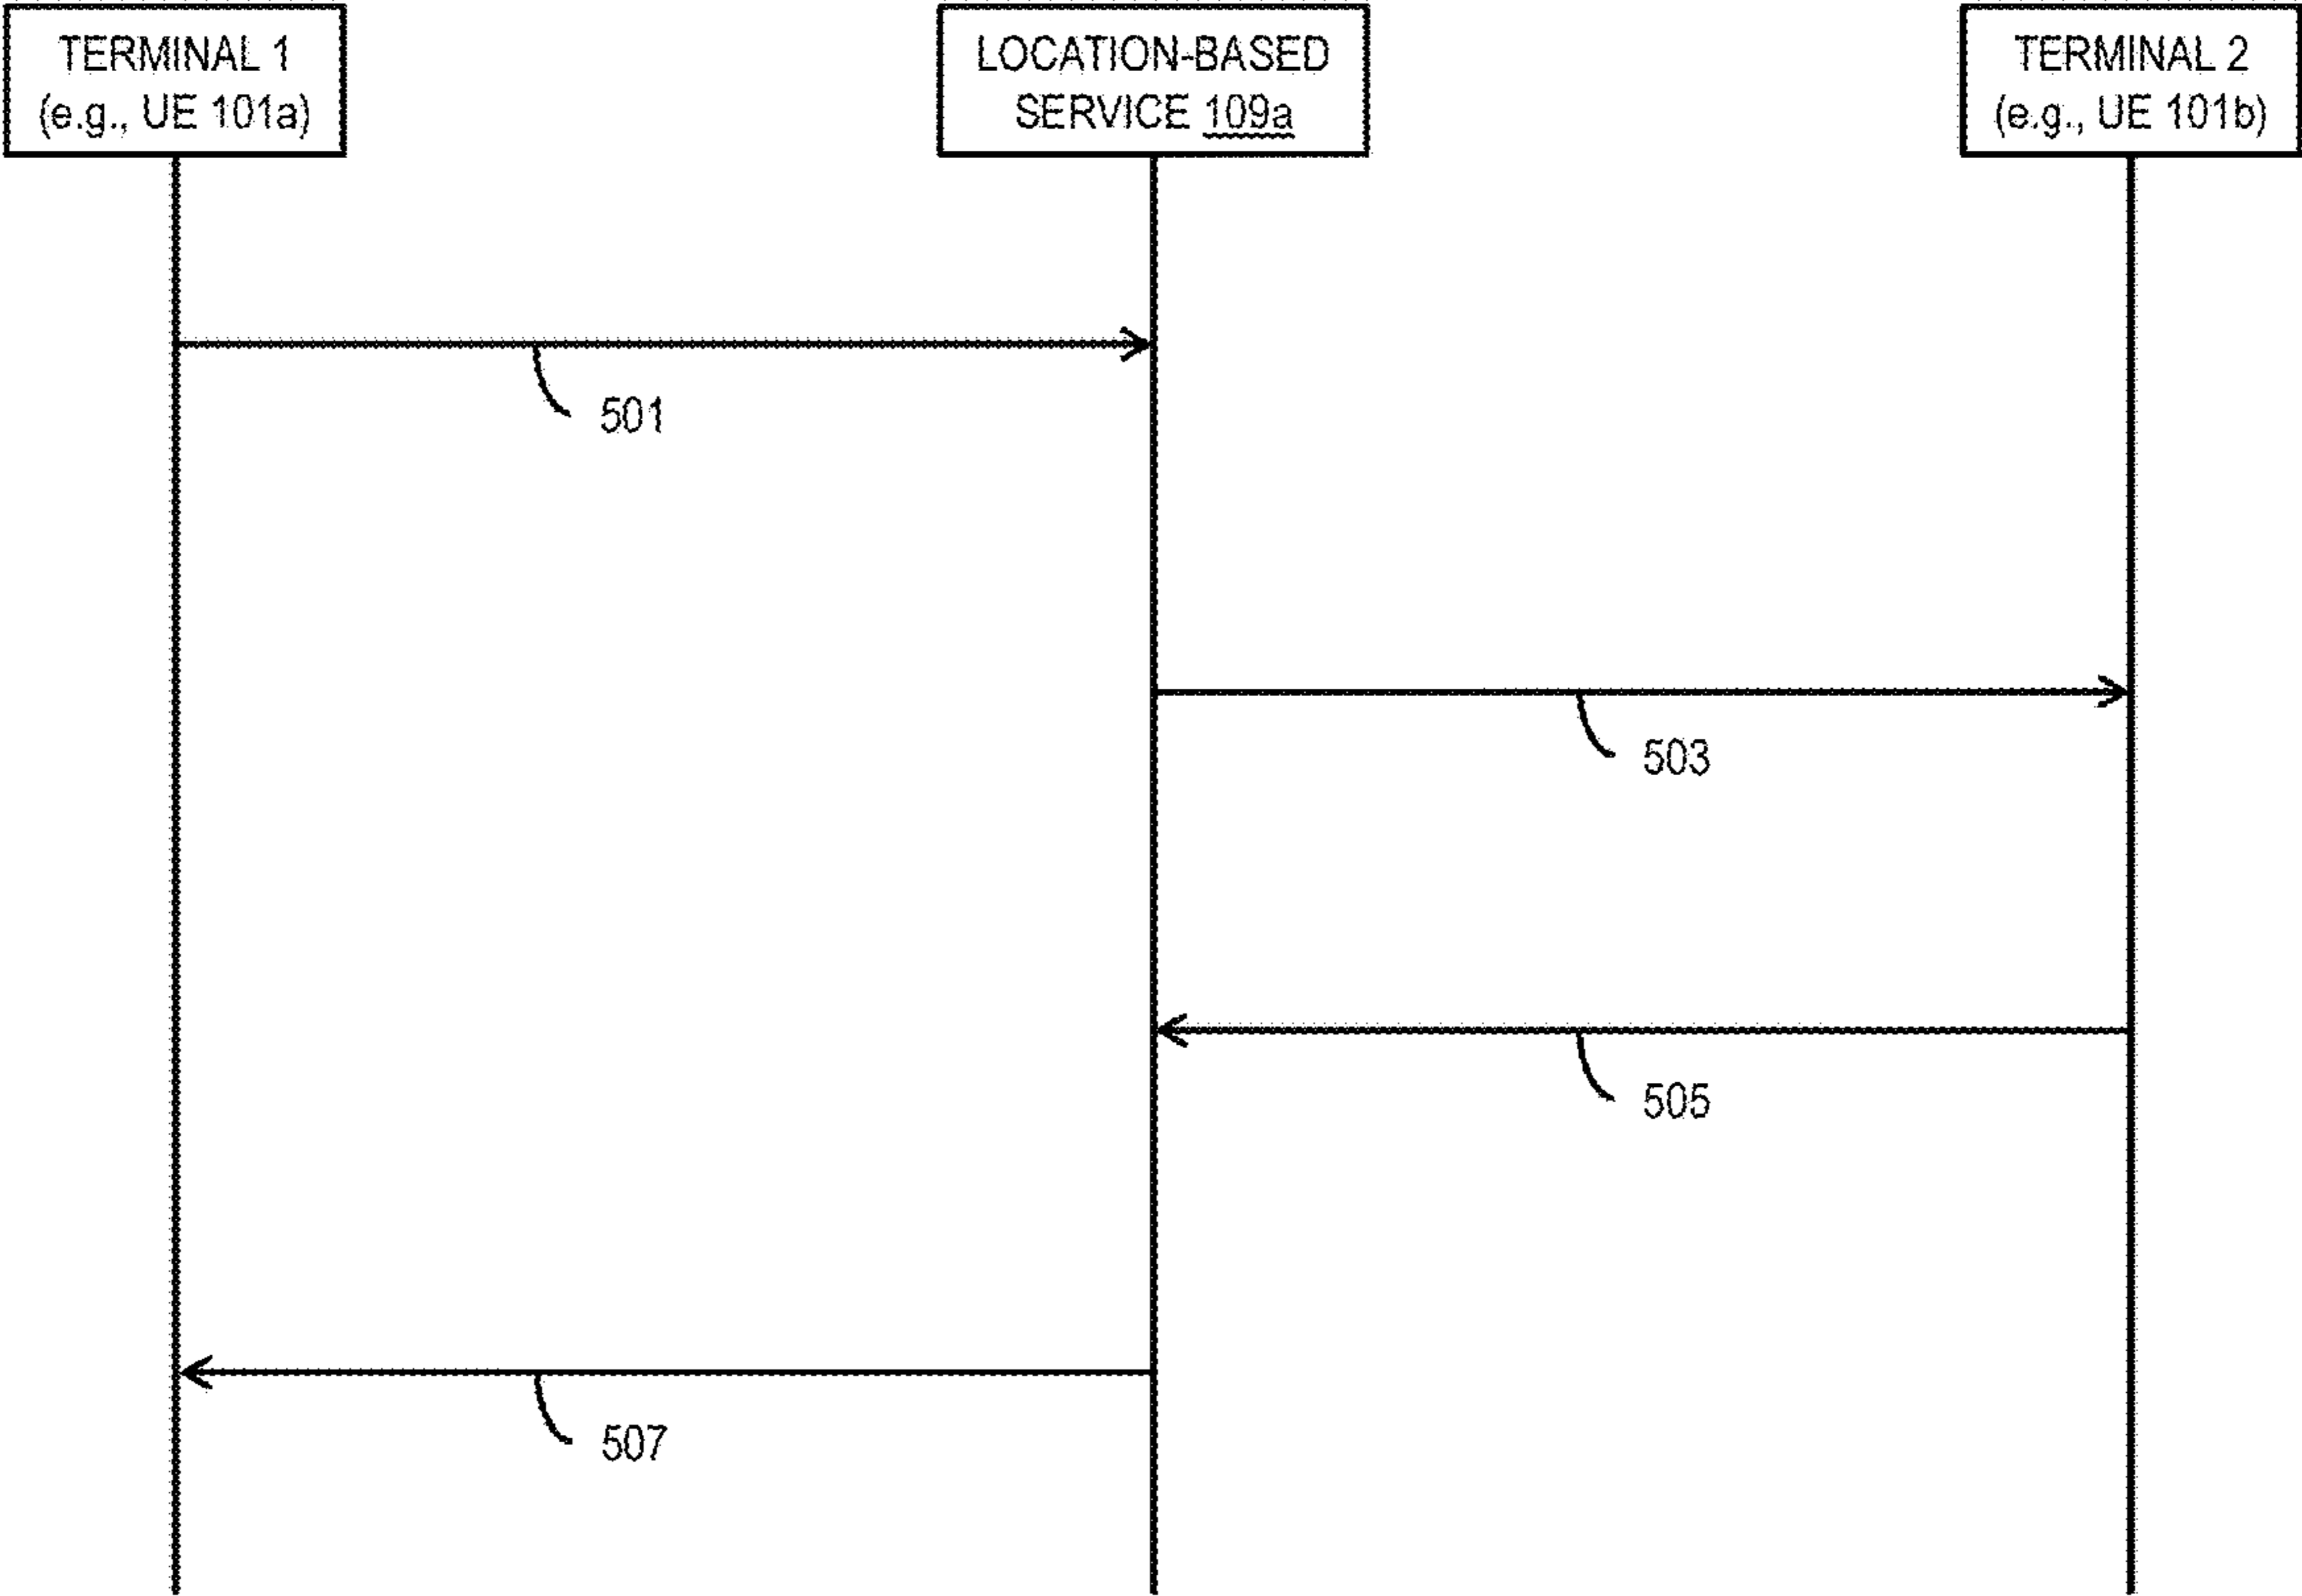 TERMINAL 1
(e.g., UE 101a)
LOCATION-BASED
SERVICE 109a
TERMINAL 2
(e.g., UE 101b)
501
503
505
507